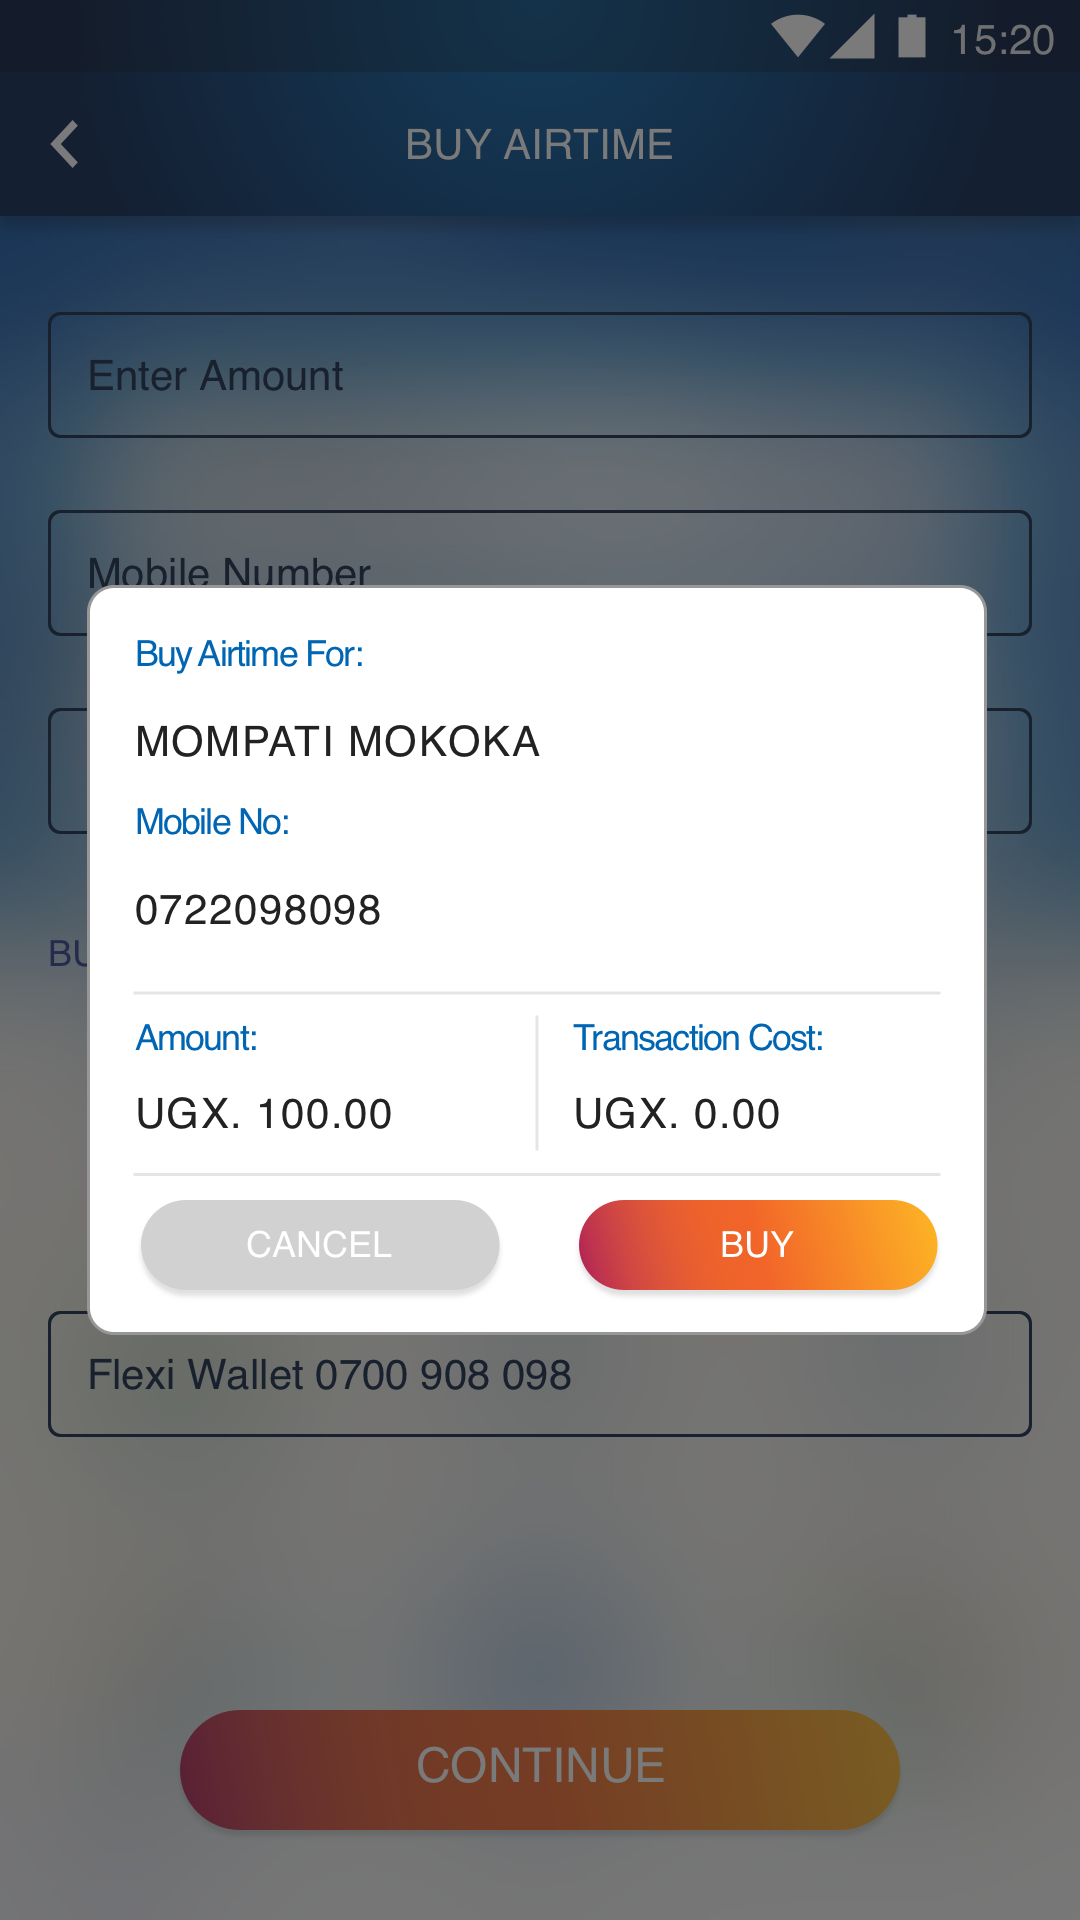 15:20
BUY AIRTIME
Enter Amount
Mobile Number
Buy Airtime For:
MOMPATI MOKOKA
Mobile No:
0722098098
BU
Amount:
Transaction Cost:
UGX. 100.00
UGX. 0.00
CANCEL
BUY
Flexi Wallet 0700 908 098
CONTINUE